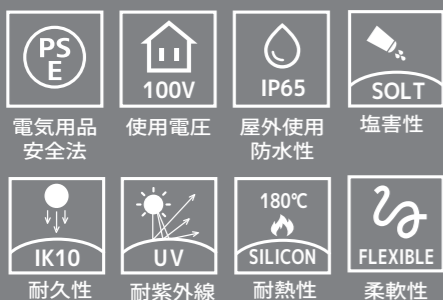 PS
E
電気用品
安全法
100V
使用電圧
IP65
屋外使用
防水性
SOLT
塩害性
IK10
耐久性
UV
耐紫外線
180℃
SILICON
耐熱性
FLEXIBLE
柔軟性